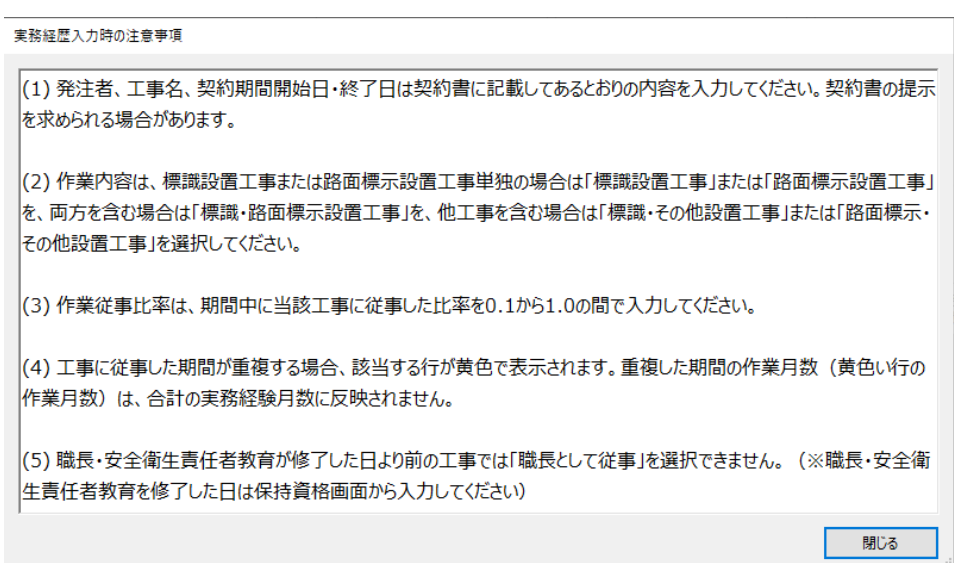 実務経歴入力時の注意事項
(1) 発注者、工事名、契約期間開始日・終了日は契約書に記載してあるとおりの内容を入力してください。契約書の提示
を求められる場合があります。
(2) 作業内容は、標識設置工事または路面標示設置工事単独の場合は「標識設置工事」または「路面標示設置工事」
を、両方を含む場合は「標識・路面標示設置工事」を、他工事を含む場合は「標識・その他設置工事」または「路面標示・
その他設置工事」を選択してください。
(3) 作業従事比率は、期間中に当該工事に従事した比率を0.1から1.0の間で入力してください。
(4) 工事に従事した期間が重複する場合、該当する行が黄色で表示されます。重複した期間の作業月数（黄色い行の
作業月数）は、合計の実務経験月数に反映されません。
(5) 職長・安全衛生責任者教育が修了した日より前の工事では「職長として従事」を選択できません。（※職長・安全衛
生責任者教育を修了した日は保持資格画面から入力してください）
閉じる